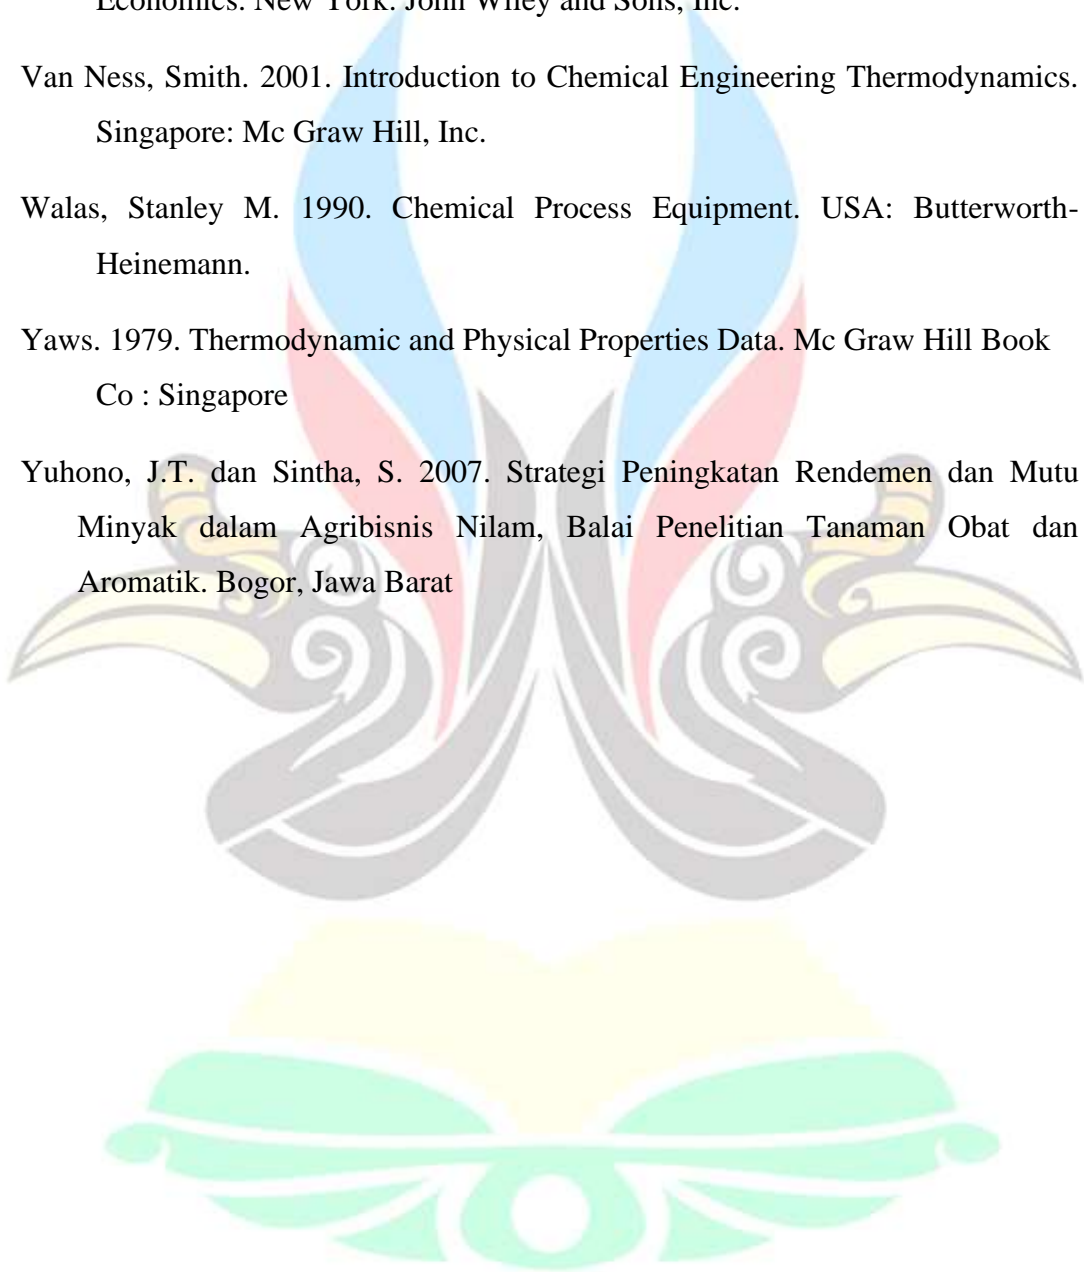 Economics. New York: John Wiley and Sons, Inc.
Van Ness, Smith. 2001. Introduction to Chemical Engineering Thermodynamics.
Singapore: Mc Graw Hill, Inc.
Walas, Stanley M. 1990. Chemical Process Equipment. USA: Butterworth-
Heinemann.
Yaws. 1979. Thermodynamic and Physical Properties Data. Mc Graw Hill Book
Co : Singapore
Yuhono, J.T. dan Sintha, S. 2007. Strategi Peningkatan Rendemen dan Mutu
Minyak dalam Agribisnis Nilam, Balai Penelitian Tanaman Obat dan
Aromatik. Bogor, Jawa Barat